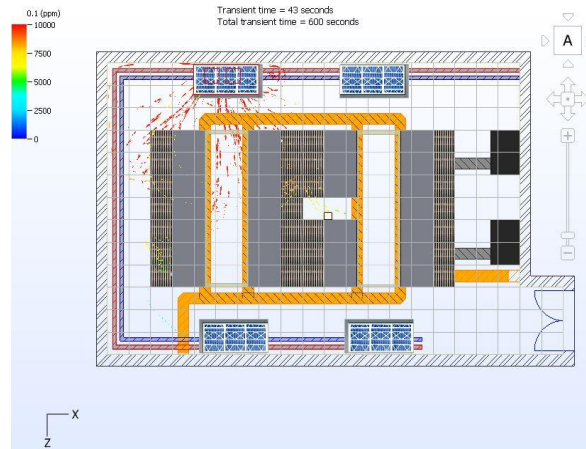 Transient time = 43 seconds
Total transient time = 600 seconds
0.1 (ppm)
10000
7500
5000
2500
0
A
X
Z